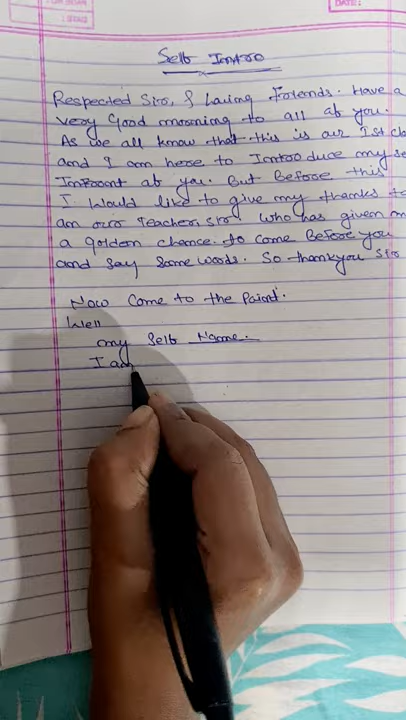 DATE:
Self Intro
Respected Sir, & Loving Friends. Have a
very Good morning to all of you.
As we all know that this is our 1st cl
and I am here to Introduce my se
InFront of you. But Before this
I would like to give my thanks t
an our Teacher, sir who has given m
a golden chance. to come Before you
and say some words. So thankyou Sir
Now Come to the Point.
Well
my Self Name.
I am